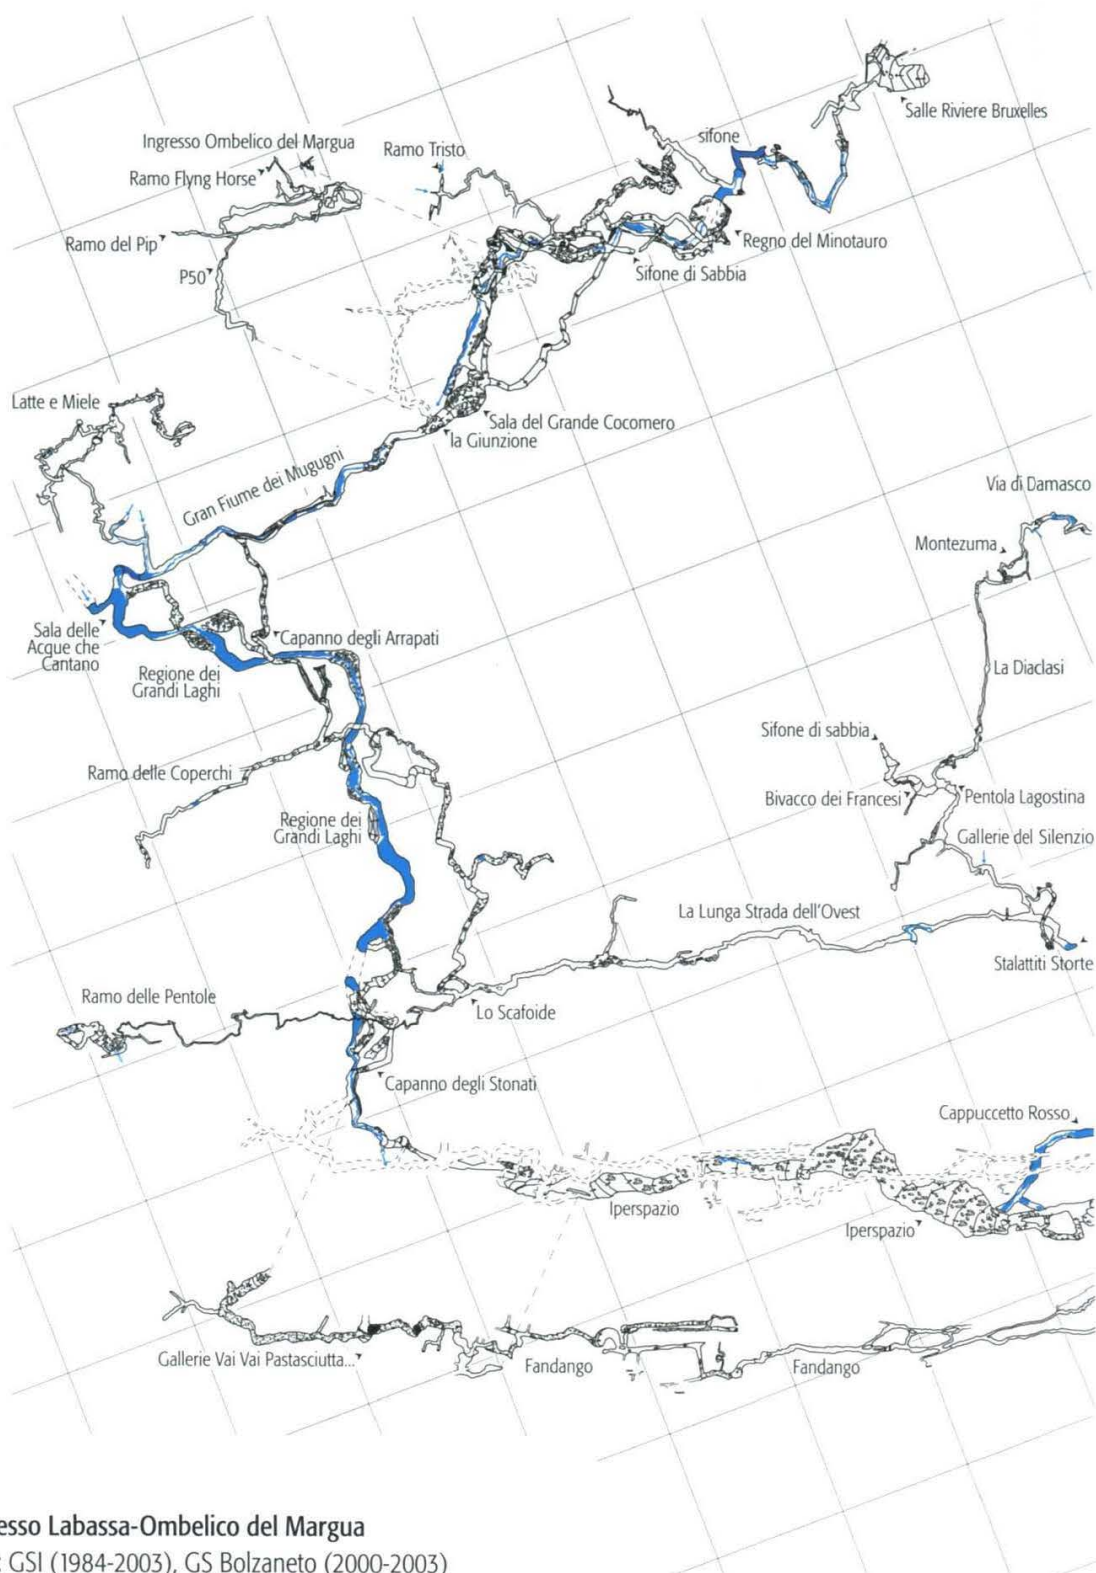 Salle Riviere Bruxelles
sifone
Ingresso Ombelico del Margua
Ramo Tristo
Ramo Flyng Horse
Ramo del Pip
P50
Regno del Minotauro
Sifone di Sabbia
Latte e Miele
Sala del Grande Cocomero
la Giunzione
Gran Fiume dei Mugugni
Via di Damasco
Montezuma
Sala delle
Acque che
Cantano
Capanno degli Arrapati
Regione dei
Grandi Laghi
La Diaclasi
Sifone di sabbia
Ramo delle Coperchi
Bivacco dei Francesi
Pentola Lagostina
Regione dei
Grandi Laghi
Gallerie del Silenzio
La Lunga Strada dell'Ovest
Stalattiti Storte
Ramo delle Pentole
Lo Scafoide
Capanno degli Stonati
Cappuccetto Rosso
Iperspazio
Iperspazio
Gallerie Vai Vai Pastasciutta...
Fandango
Fandango
esso Labassa-Ombelico del Margua
: GSI (1984-2003), GS Bolzaneto (2000-2003)